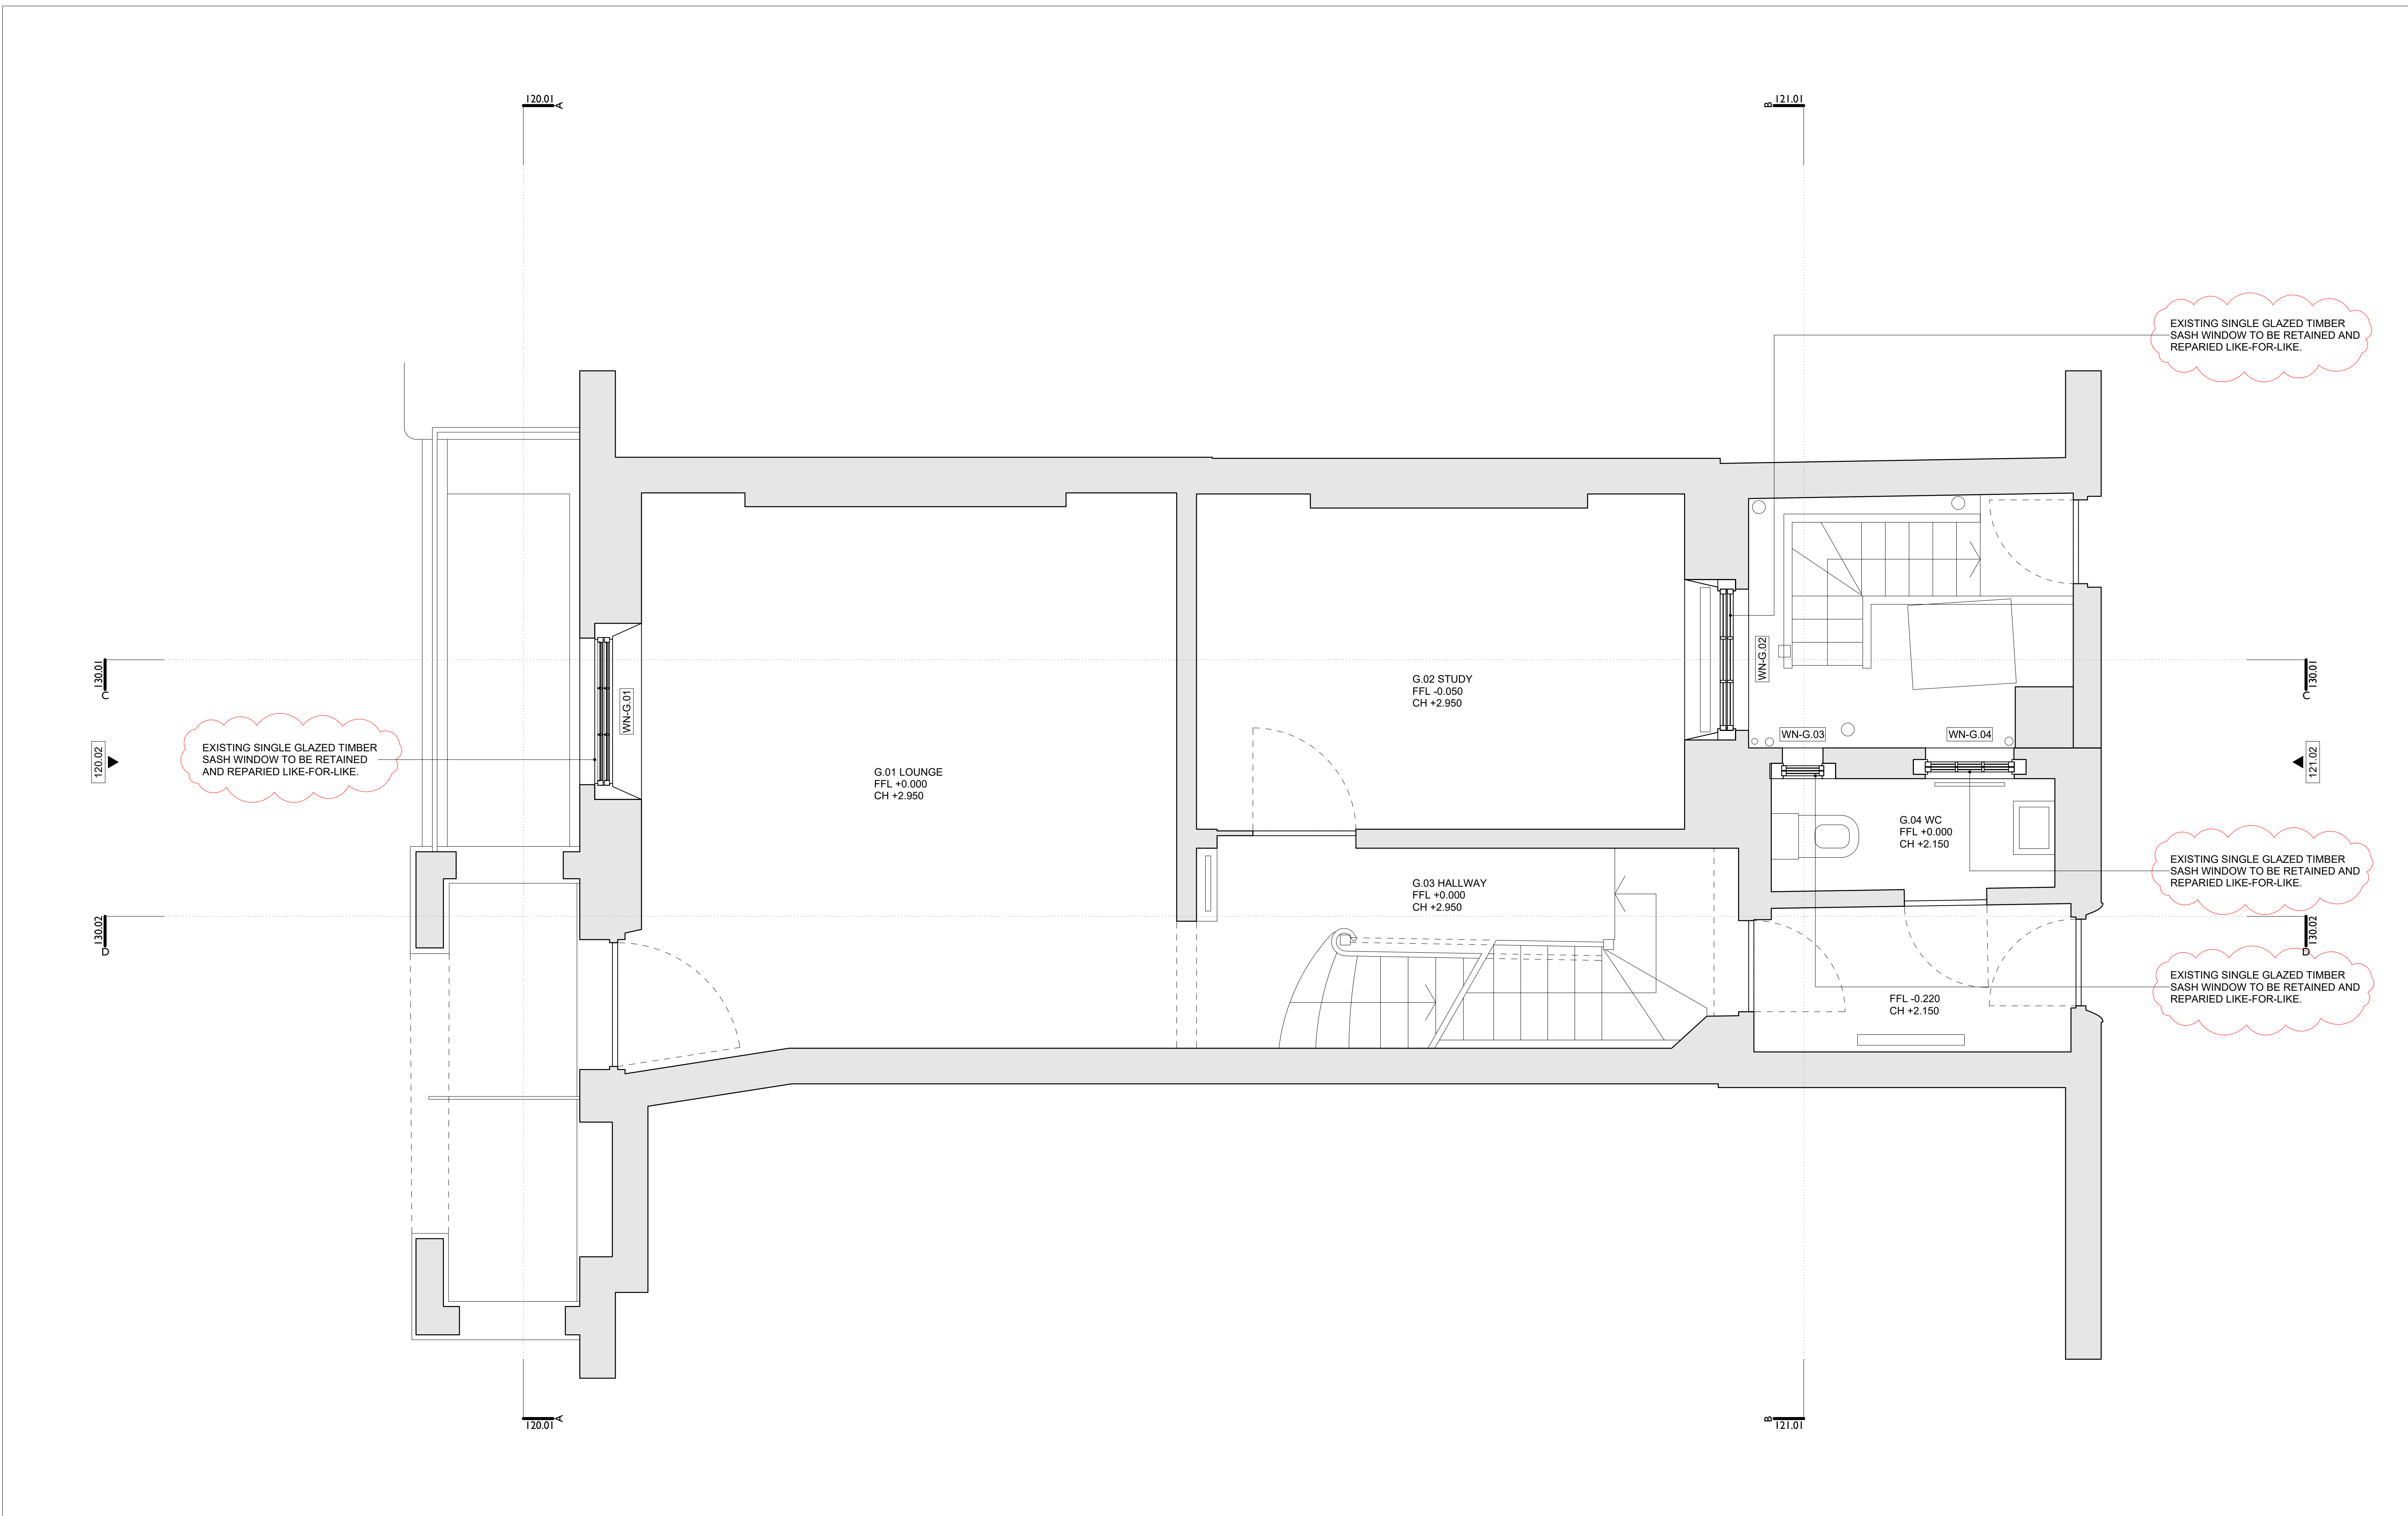 120.01
A
B
121.01
EXISTING SINGLE GLAZED TIMBER
SASH WINDOW TO BE RETAINED AND
REPARIED LIKE-FOR-LIKE.
130.01
C
130.01
C
WN-G.01
WN-G.02
G.02 STUDY
FFL -0.050
CH +2.950
WN-G.03
WN-G.04
120.02
EXISTING SINGLE GLAZED TIMBER
SASH WINDOW TO BE RETAINED
AND REPARIED LIKE-FOR-LIKE.
121.02
G.01 LOUNGE
FFL +0.000
CH +2.950
G.04 WC
FFL +0.000
CH +2.150
EXISTING SINGLE GLAZED TIMBER
SASH WINDOW TO BE RETAINED AND
REPARIED LIKE-FOR-LIKE.
G.03 HALLWAY
FFL +0.000
CH +2.950
130.02
D
130.02
D
EXISTING SINGLE GLAZED TIMBER
SASH WINDOW TO BE RETAINED AND
REPARIED LIKE-FOR-LIKE.
FFL -0.220
CH +2.150
120.01
A
B
121.01